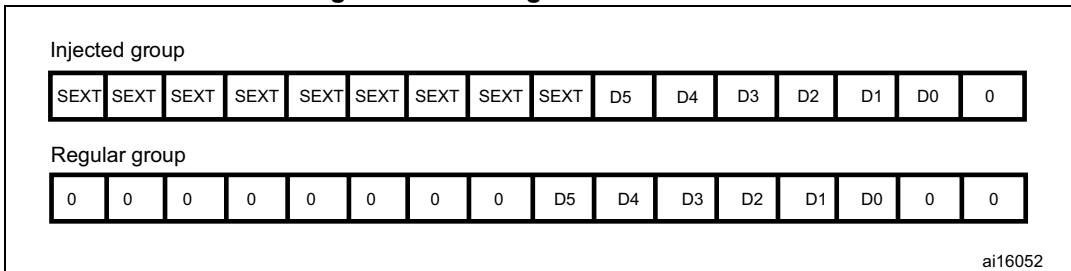 Injected group
SEXT SEXT SEXT SEXT SEXT SEXT SEXT SEXT SEXT D5 D4 D3 D2 D1 D0 0
Regular group
0 0 0 0 0 0 0 0 D5 D4 D3 D2 D1 D0 0 0
ai16052